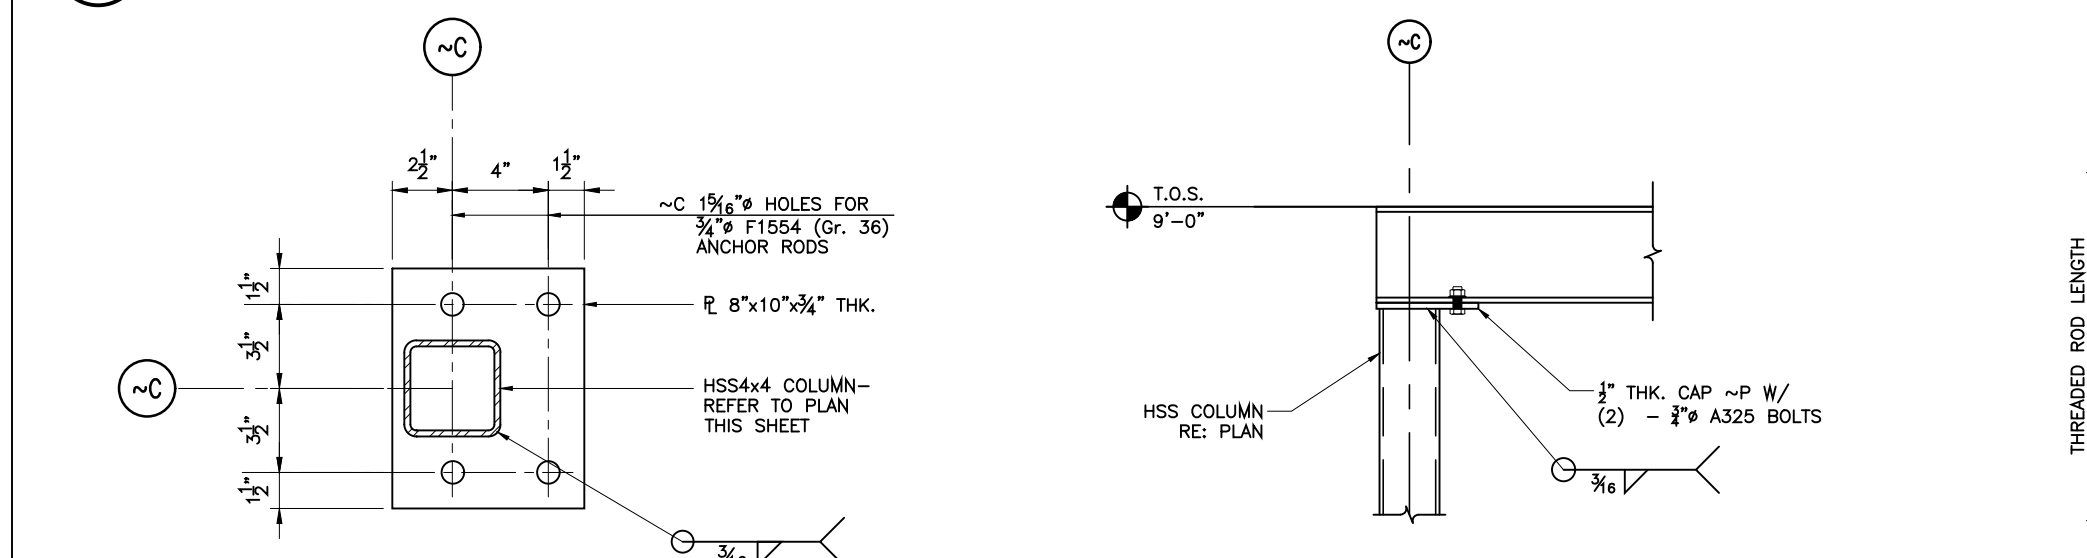 ~C
2½" 4" 1½"
~C 1 5/16"ø HOLES FOR
3/4"ø F1554 (Gr. 36)
ANCHOR RODS
1½"
3½"
3½"
1½"
~C
℄ 8"x10"x3/4" THK.
HSS4x4 COLUMN-
REFER TO PLAN
THIS SHEET
~C
T.O.S.
9'-0"
HSS COLUMN
RE: PLAN
½" THK. CAP ~P W/
(2) - 3/4"ø A325 BOLTS
3/16
THREADED ROD LENGTH